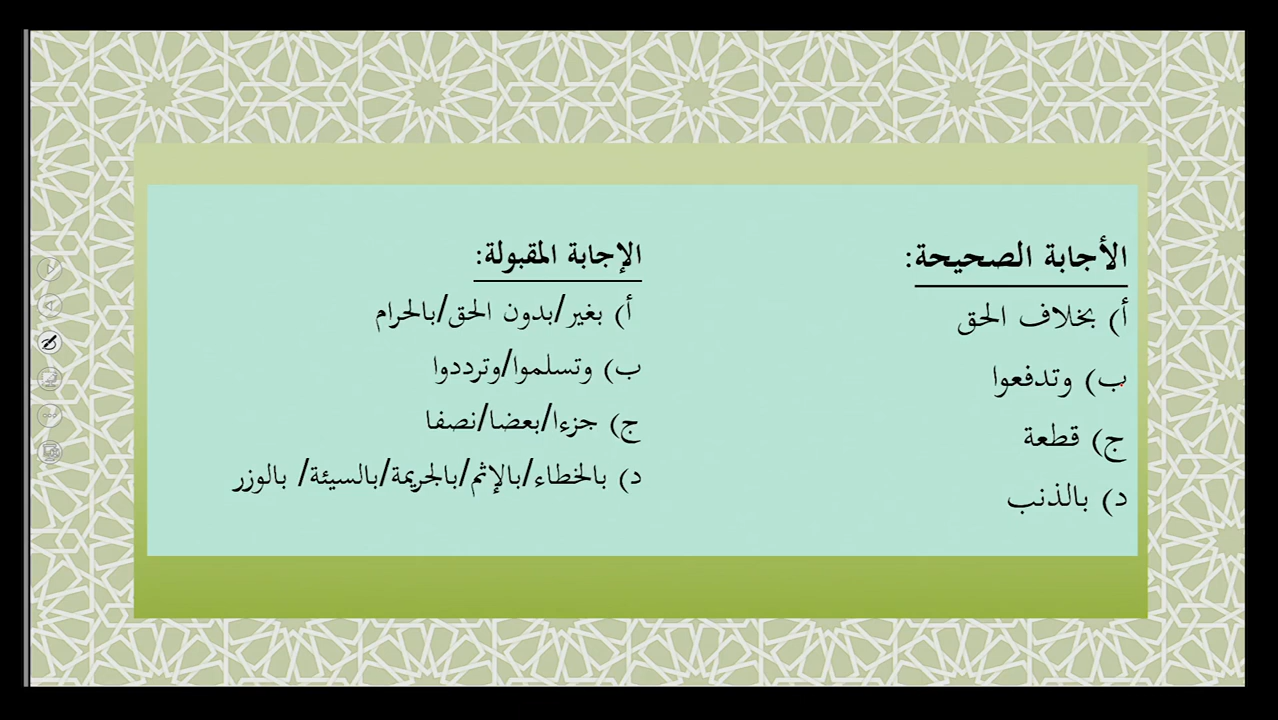 الأجابة الصحيحة:
أ) بخلاف الحق
ب) وتدفعوا
ج) قطعة
د) بالذنب
الإجابة المقبولة:
أ) بغير/بدون الحق/بالحرام
ب) وتسلموا/وترددوا
ج) جزءا/بعضا/نصفا
د) بالخطاء/بالإثم/بالجريمة/بالسيئة/ بالوزر